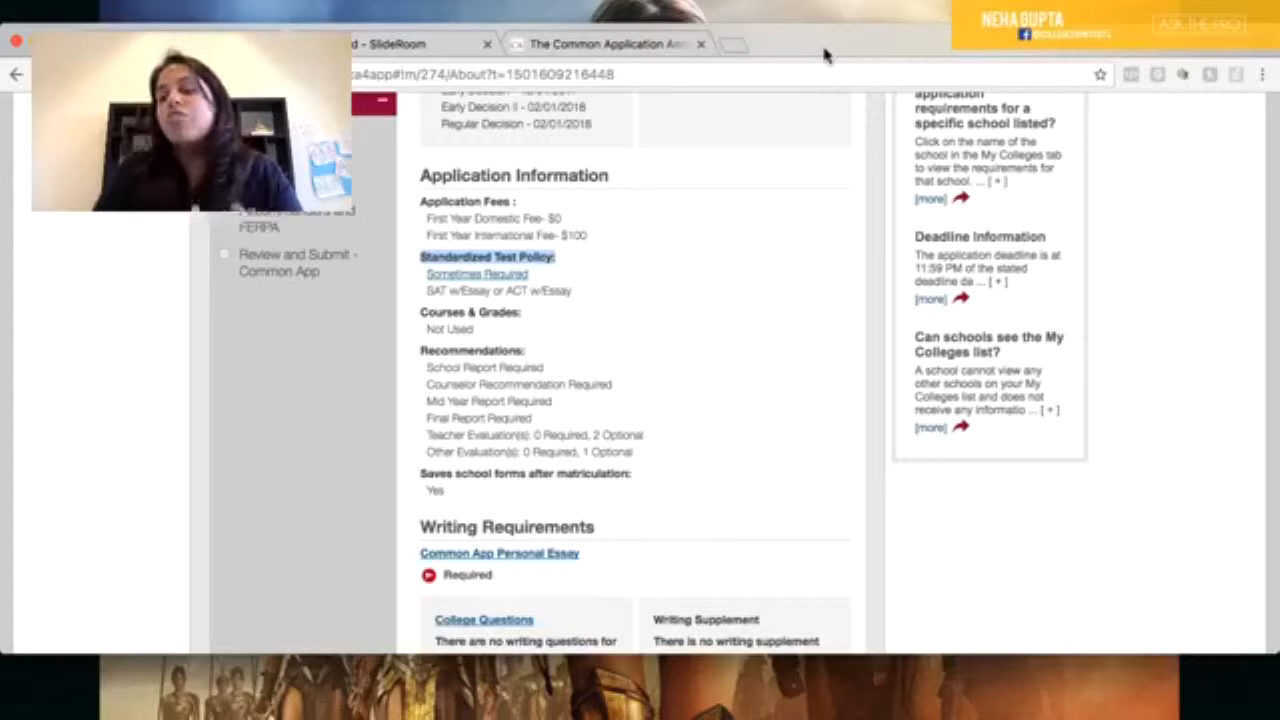 NEHA GUPTA
ASK THE PRO
d - SlideRoom
The Common Application Ann
a4app#!m/274/About?t=1501609216448
Early Decision II - 02/01/2018
Regular Decision - 02/01/2018
FERPA
Review and Submit -
Common App
Application Information
Application Fees :
First Year Domestic Fee- $0
First Year International Fee- $100
Standardized Test Policy:
Sometimes Required
SAT w/Essay or ACT w/Essay
Courses & Grades:
Not Used
Recommendations:
School Report Required
Counselor Recommendation Required
Mid Year Report Required
Final Report Required
Teacher Evaluation(s): 0 Required, 2 Optional
Other Evaluation(s): 0 Required, 1 Optional
Saves school forms after matriculation:
Yes
Writing Requirements
Common App Personal Essay
Required
College Questions
There are no writing questions for
Writing Supplement
There is no writing supplement
application
requirements for a
specific school listed?
Click on the name of the
school in the My Colleges tab
to view the requirements for
that school. ... [ + ]
[more]
Deadline Information
The application deadline is at
11:59 PM of the stated
deadline da ... [ + ]
[more]
Can schools see the My
Colleges list?
A school cannot view any
other schools on your My
Colleges list and does not
receive any informatio ... [ + ]
[more]